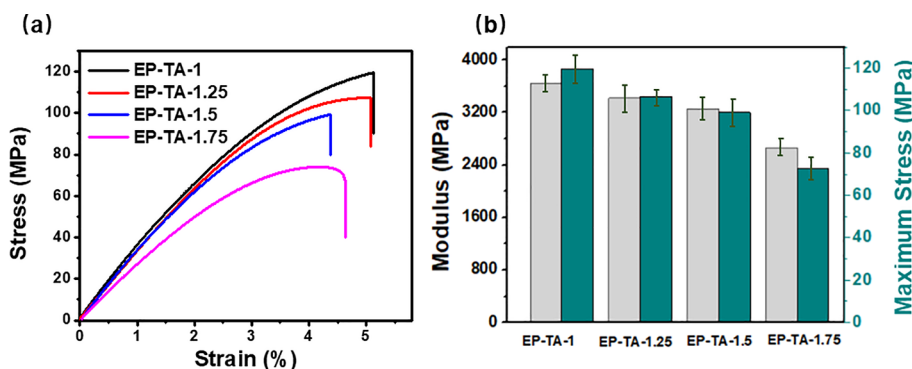 (a)
EP-TA-1
EP-TA-1.25
EP-TA-1.5
EP-TA-1.75
Stress (MPa)
120
100
80
60
40
20
0
0 1 2 3 4 5
Strain (%)
(b)
Modulus (MPa)
4000
3200
2400
1600
800
0
EP-TA-1 EP-TA-1.25 EP-TA-1.5 EP-TA-1.75
120
100
80
60
40
20
0
Maximum Stress (MPa)